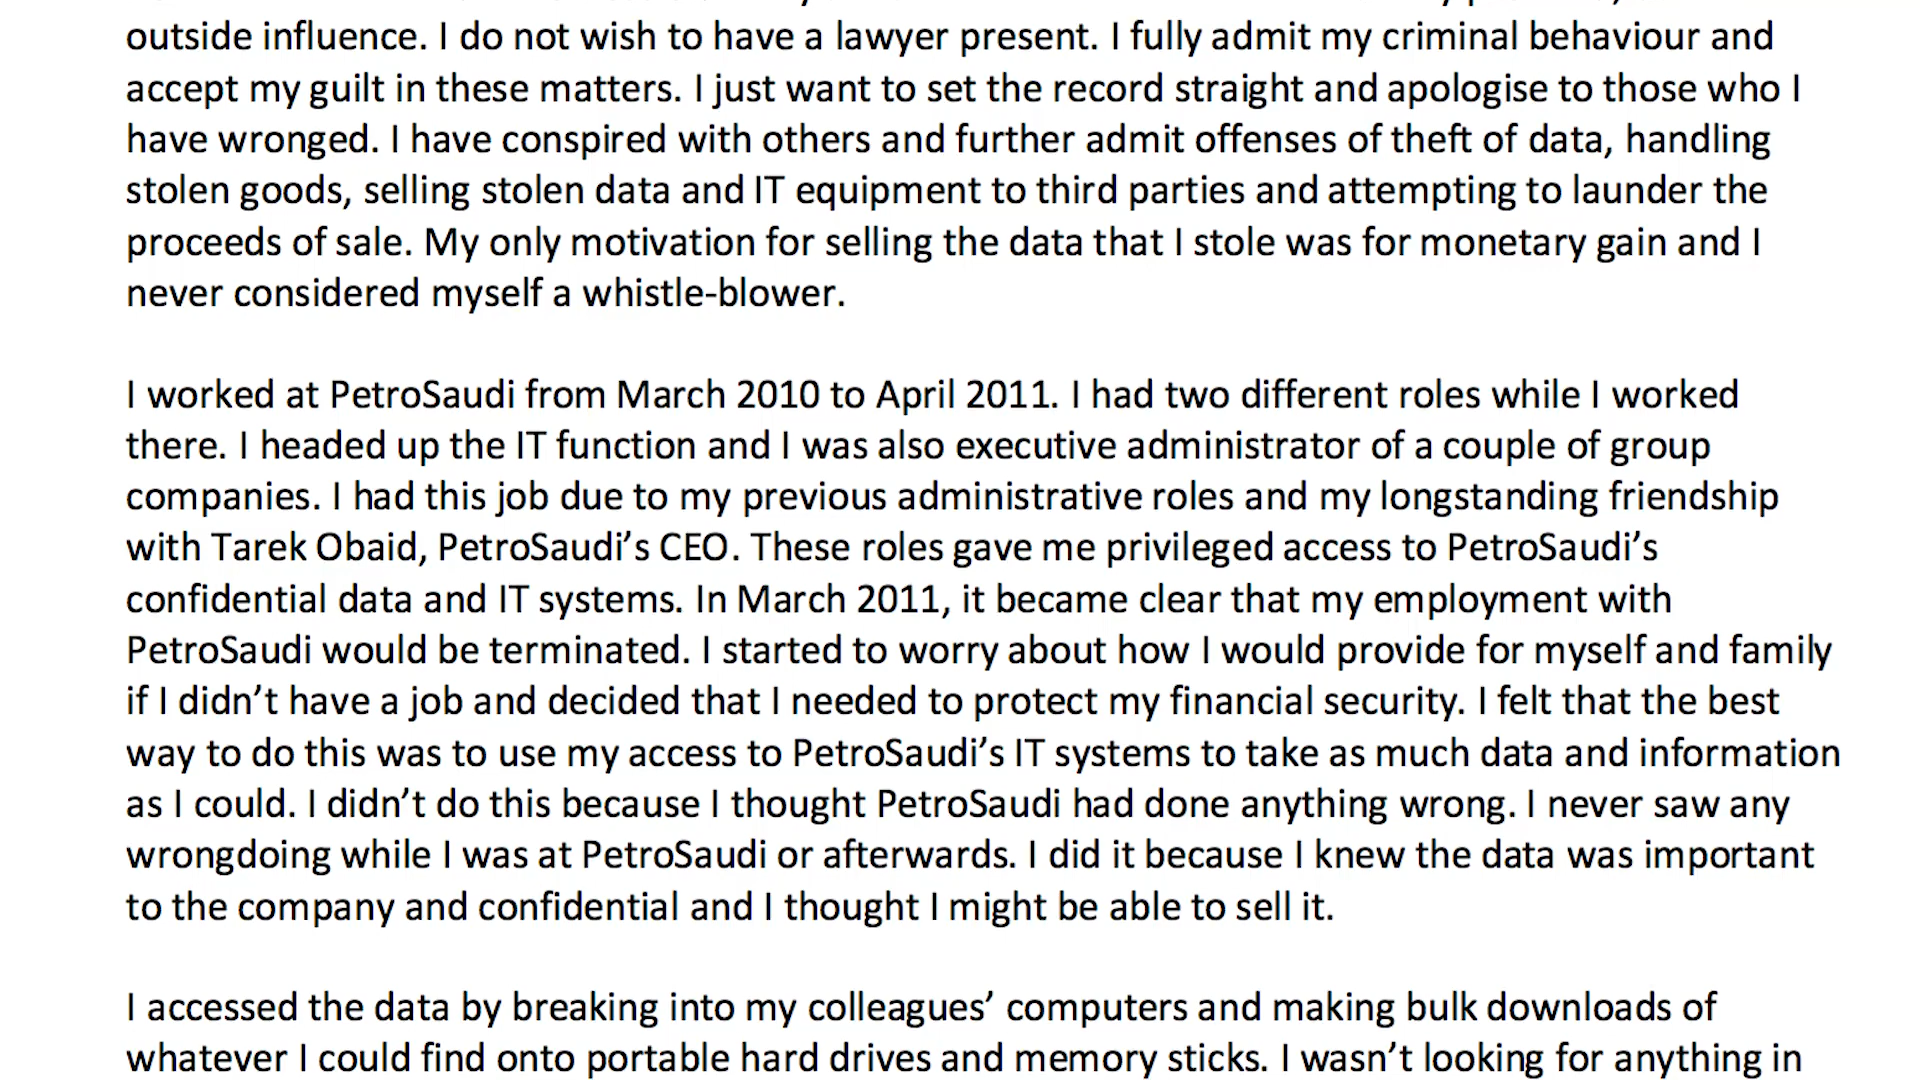 outside influence. I do not wish to have a lawyer present. I fully admit my criminal behaviour and
accept my guilt in these matters. I just want to set the record straight and apologise to those who I
have wronged. I have conspired with others and further admit offenses of theft of data, handling
stolen goods, selling stolen data and IT equipment to third parties and attempting to launder the
proceeds of sale. My only motivation for selling the data that I stole was for monetary gain and I
never considered myself a whistle-blower.
I worked at PetroSaudi from March 2010 to April 2011. I had two different roles while I worked
there. I headed up the IT function and I was also executive administrator of a couple of group
companies. I had this job due to my previous administrative roles and my longstanding friendship
with Tarek Obaid, PetroSaudi’s CEO. These roles gave me privileged access to PetroSaudi’s
confidential data and IT systems. In March 2011, it became clear that my employment with
PetroSaudi would be terminated. I started to worry about how I would provide for myself and family
if I didn’t have a job and decided that I needed to protect my financial security. I felt that the best
way to do this was to use my access to PetroSaudi’s IT systems to take as much data and information
as I could. I didn’t do this because I thought PetroSaudi had done anything wrong. I never saw any
wrongdoing while I was at PetroSaudi or afterwards. I did it because I knew the data was important
to the company and confidential and I thought I might be able to sell it.
I accessed the data by breaking into my colleagues’ computers and making bulk downloads of
whatever I could find onto portable hard drives and memory sticks. I wasn’t looking for anything in